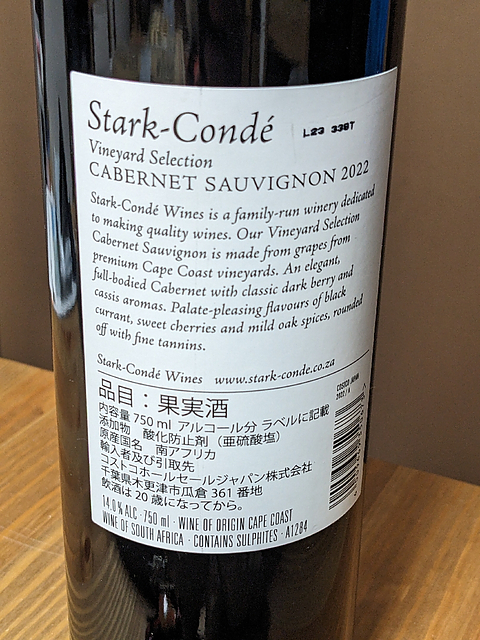 Stark-Condé
L23 339T
Vineyard Selection
CABERNET SAUVIGNON 2022
Stark-Condé Wines is a family-run winery dedicated
to making quality wines. Our Vineyard Selection
Cabernet Sauvignon is made from grapes from
premium Cape Coast vineyards. An elegant,
full-bodied Cabernet with classic dark berry and
cassis aromas. Palate-pleasing flavours of black
currant, sweet cherries and mild oak spices, rounded
off with fine tannins.
Stark-Condé Wines www.stark-conde.co.za
品目：果実酒
内容量 750 ml アルコール分 ラベルに記載
添加物 酸化防止剤（亜硫酸塩）
原産国名 南アフリカ
輸入者及び引取先
コストコホールセールジャパン株式会社
千葉県木更津市瓜倉 361 番地
飲酒は 20 歳になってから。
14.0 % ALC · 750 ml · WINE OF ORIGIN CAPE COAST
WINE OF SOUTH AFRICA · CONTAINS SULPHITES · A1284